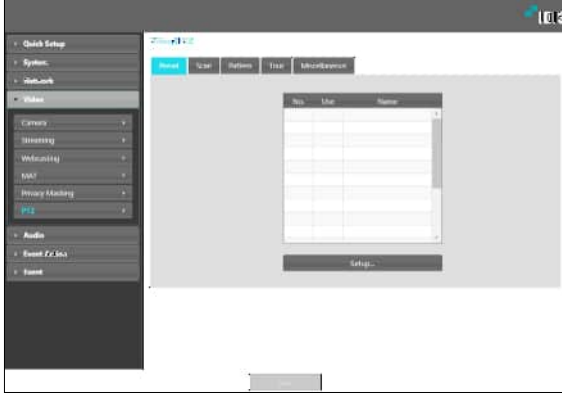 Quick Setup
System
Network
Video
Camera
Streaming
Webcasting
MAT
Privacy Masking
PTZ
Audio
Event
Preset Scan Pattern Tour Miscellaneous
No. Use Name
Setup...